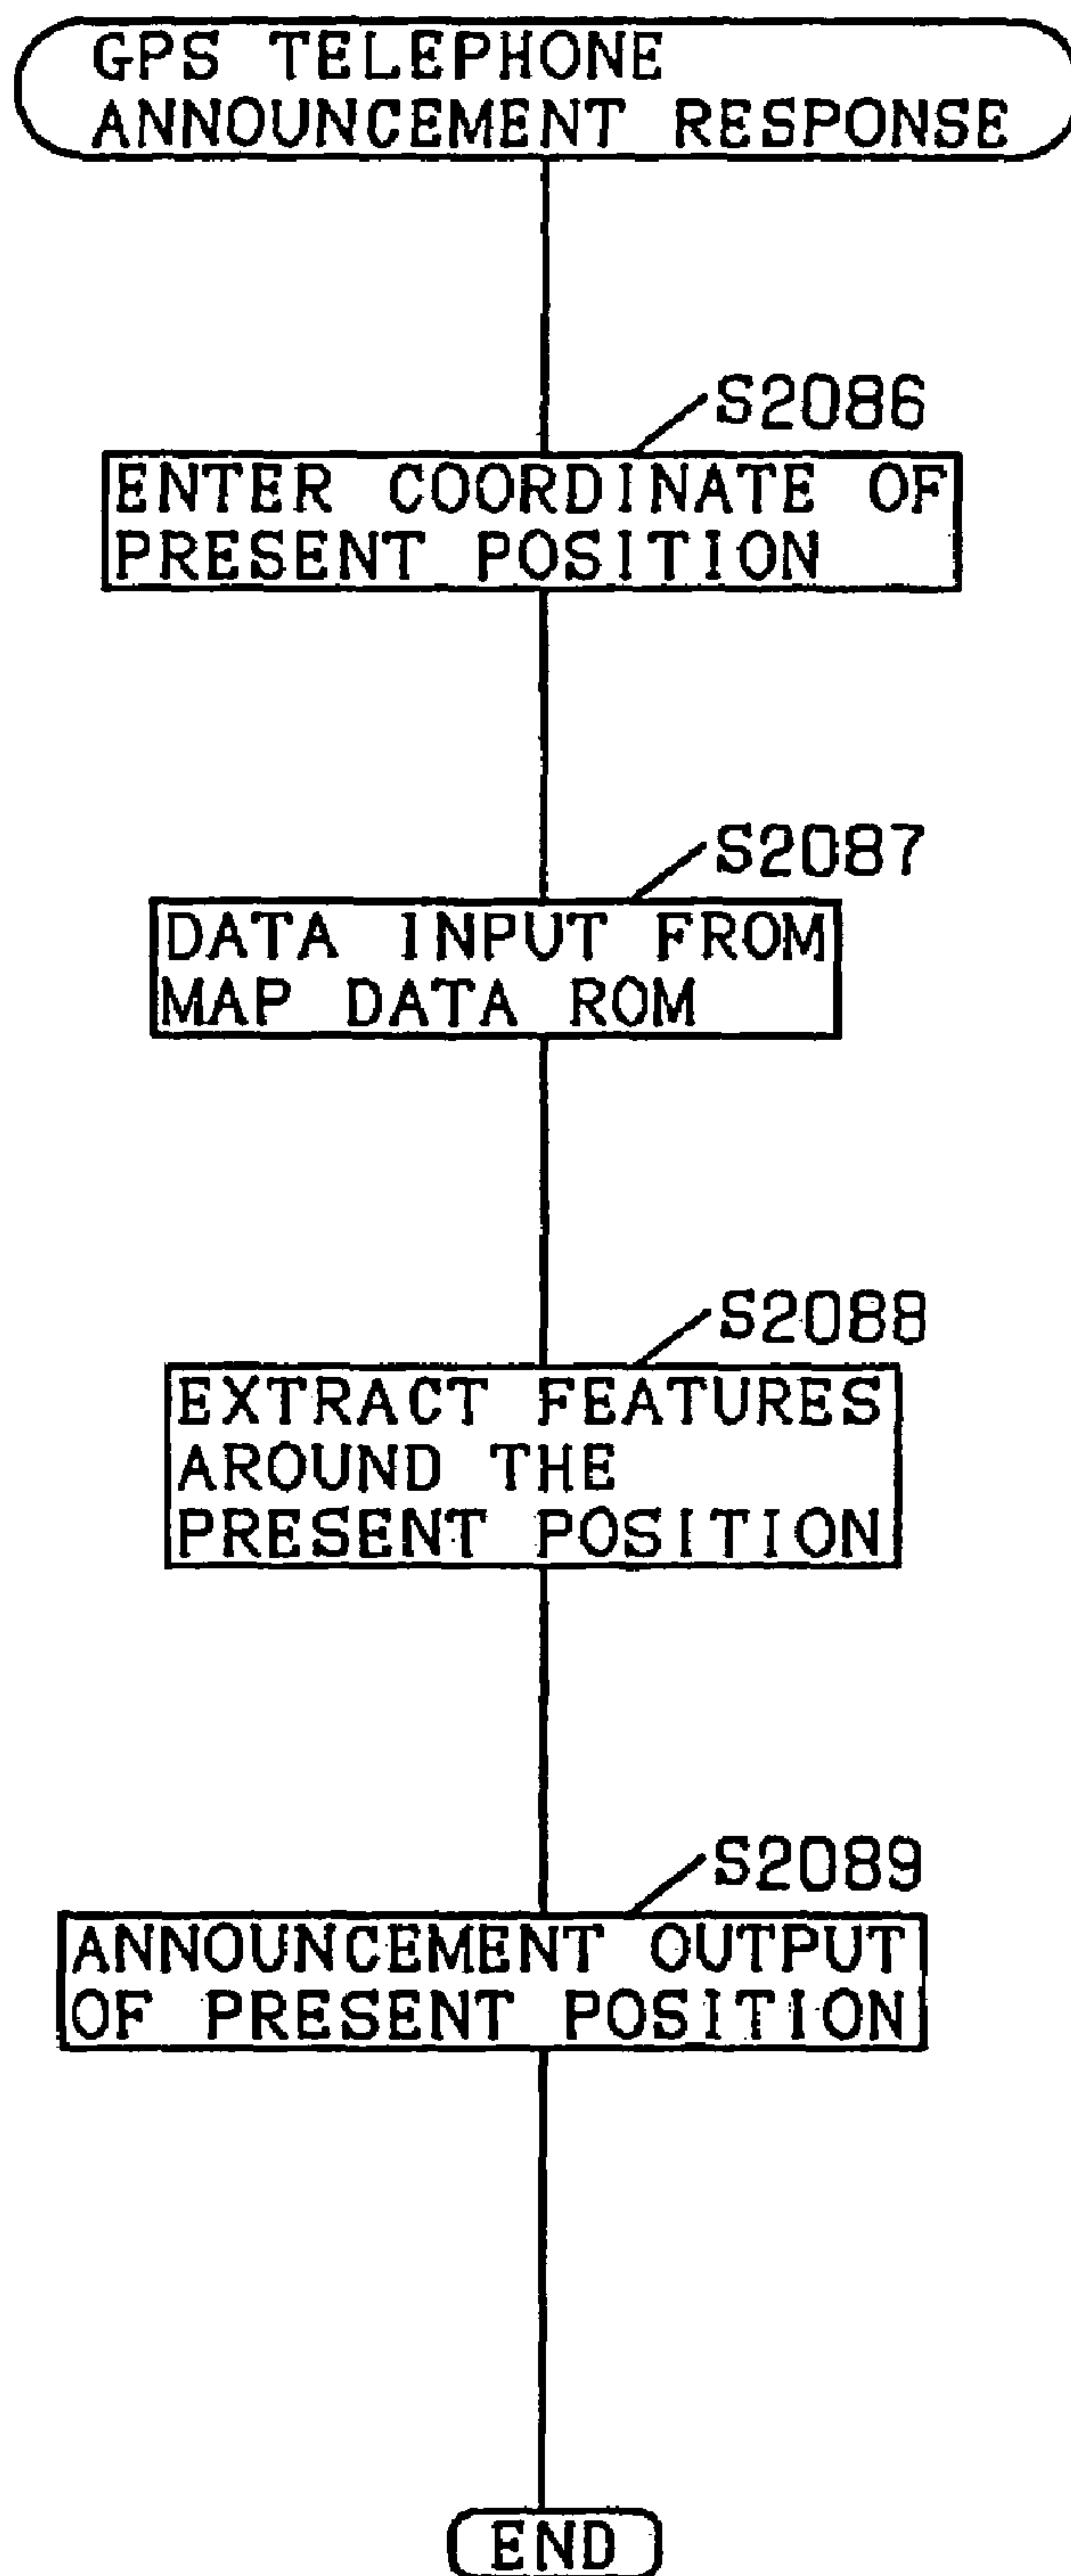 GPS TELEPHONE
ANNOUNCEMENT RESPONSE
S2086
ENTER COORDINATE OF
PRESENT POSITION
S2087
DATA INPUT FROM
MAP DATA ROM
S2088
EXTRACT FEATURES
AROUND THE
PRESENT POSITION
S2089
ANNOUNCEMENT OUTPUT
OF PRESENT POSITION
END